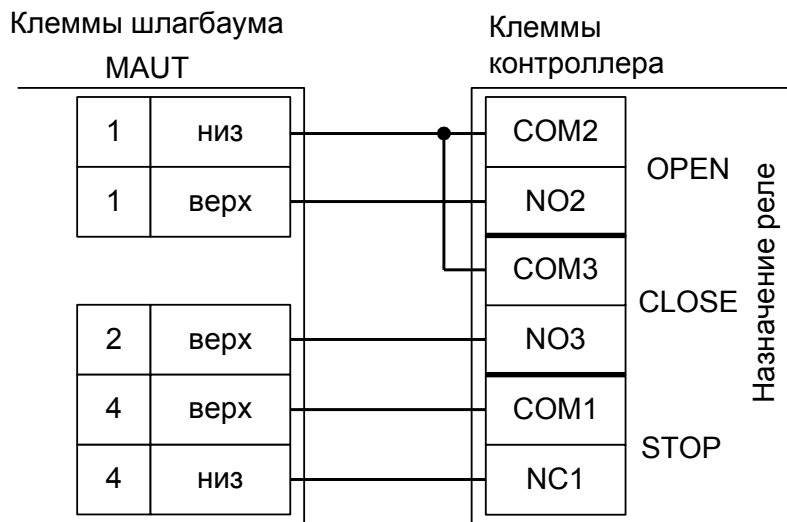 Клеммы шлагбаума
MAUT
Клеммы
контроллера
1 низ COM2
OPEN
1 верх NO2
COM3
CLOSE
2 верх NO3
4 верх COM1
STOP
4 низ NC1
Назначение реле